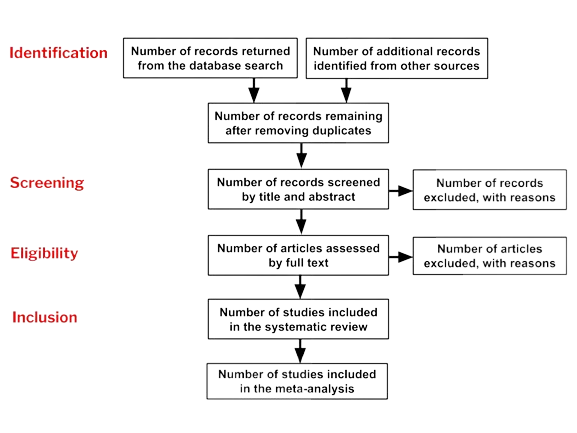 Identification
Number of records returned
from the database search
Number of additional records
identified from other sources
Number of records remaining
after removing duplicates
Screening
Number of records screened
by title and abstract
Number of records
excluded, with reasons
Eligibility
Number of articles assessed
by full text
Number of articles
excluded, with reasons
Inclusion
Number of studies included
in the systematic review
Number of studies included
in the meta-analysis